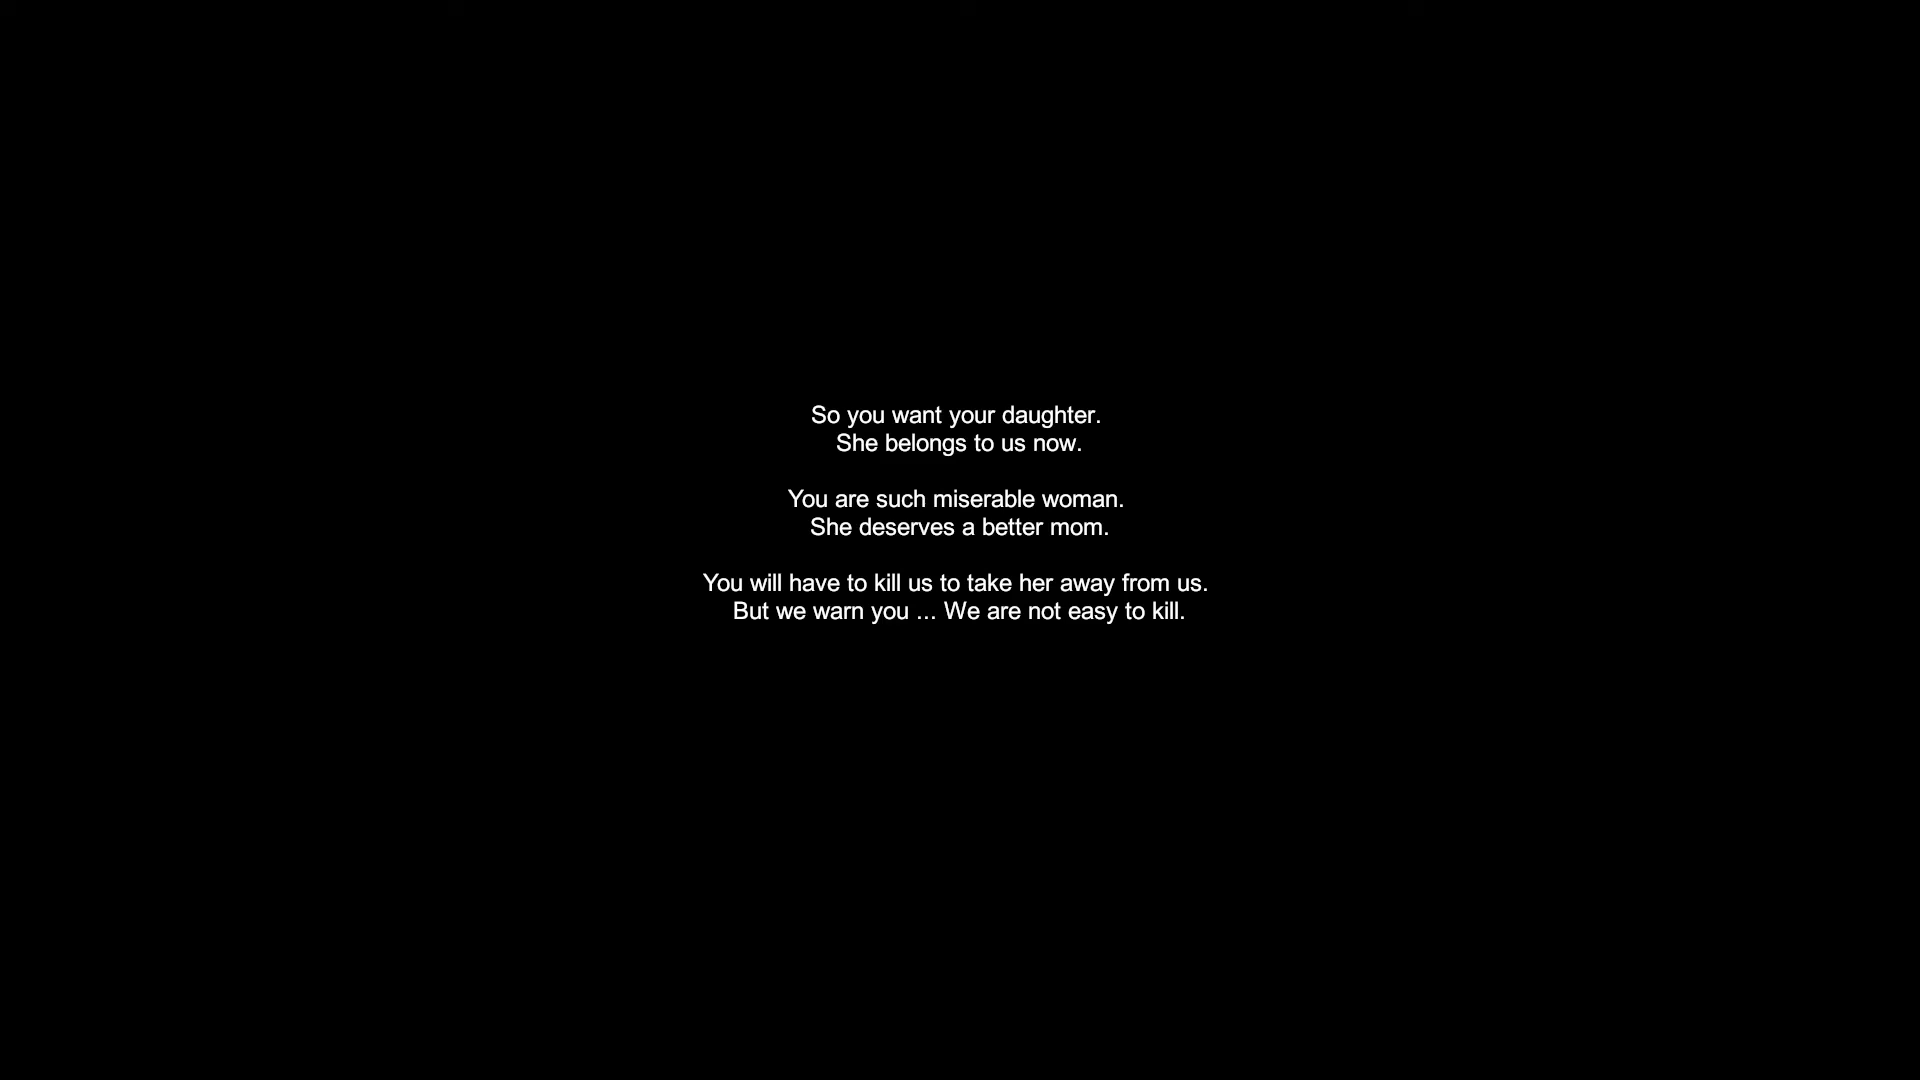 So you want your daughter.
She belongs to us now.
You are such miserable woman.
She deserves a better mom.
You will have to kill us to take her away from us.
But we warn you ... We are not easy to kill.